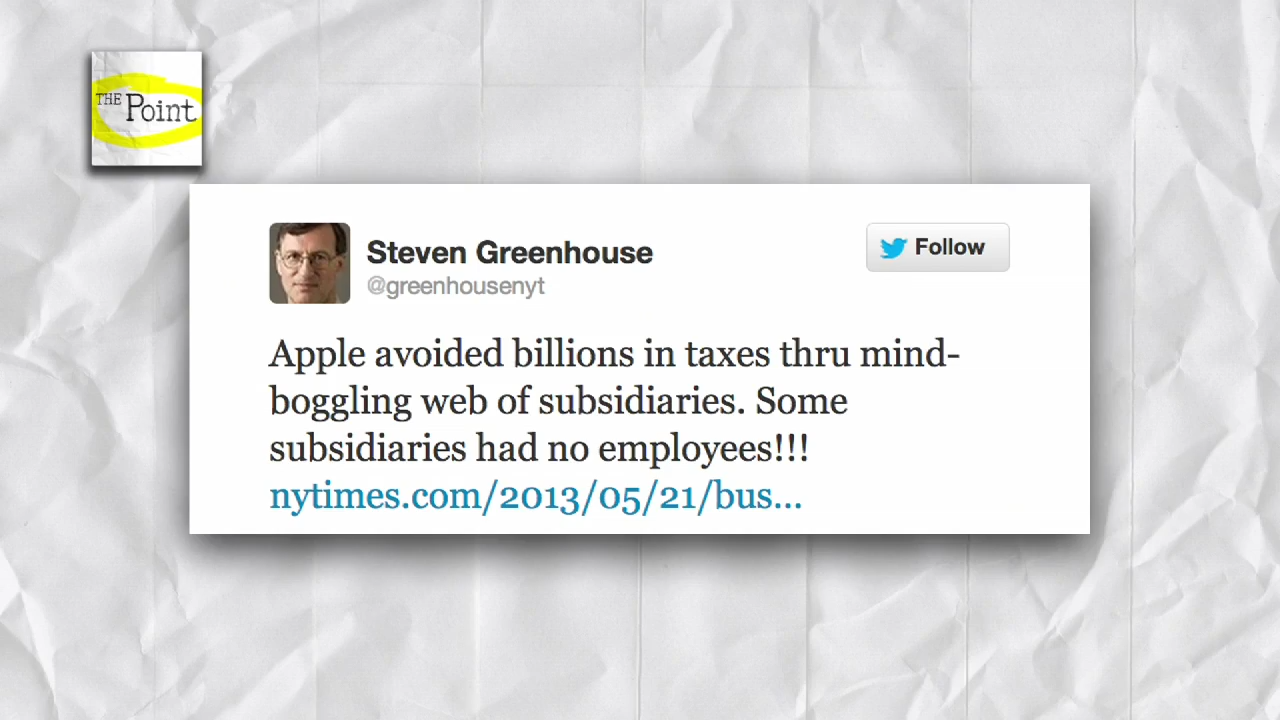 THE Point
Steven Greenhouse
Follow
@greenhousenyt
Apple avoided billions in taxes thru mind-
boggling web of subsidiaries. Some
subsidiaries had no employees!!!
nytimes.com/2013/05/21/bus...